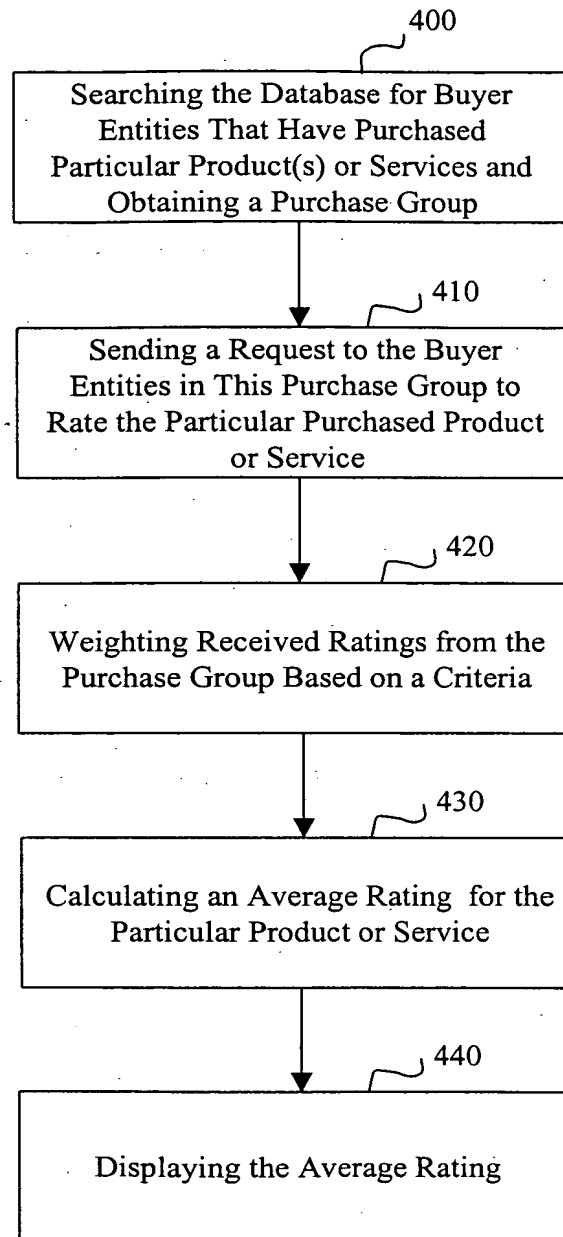 400
Searching the Database for Buyer
Entities That Have Purchased
Particular Product(s) or Services and
Obtaining a Purchase Group
410
Sending a Request to the Buyer
Entities in This Purchase Group to
Rate the Particular Purchased Product
or Service
420
Weighting Received Ratings from the
Purchase Group Based on a Criteria
430
Calculating an Average Rating for the
Particular Product or Service
440
Displaying the Average Rating